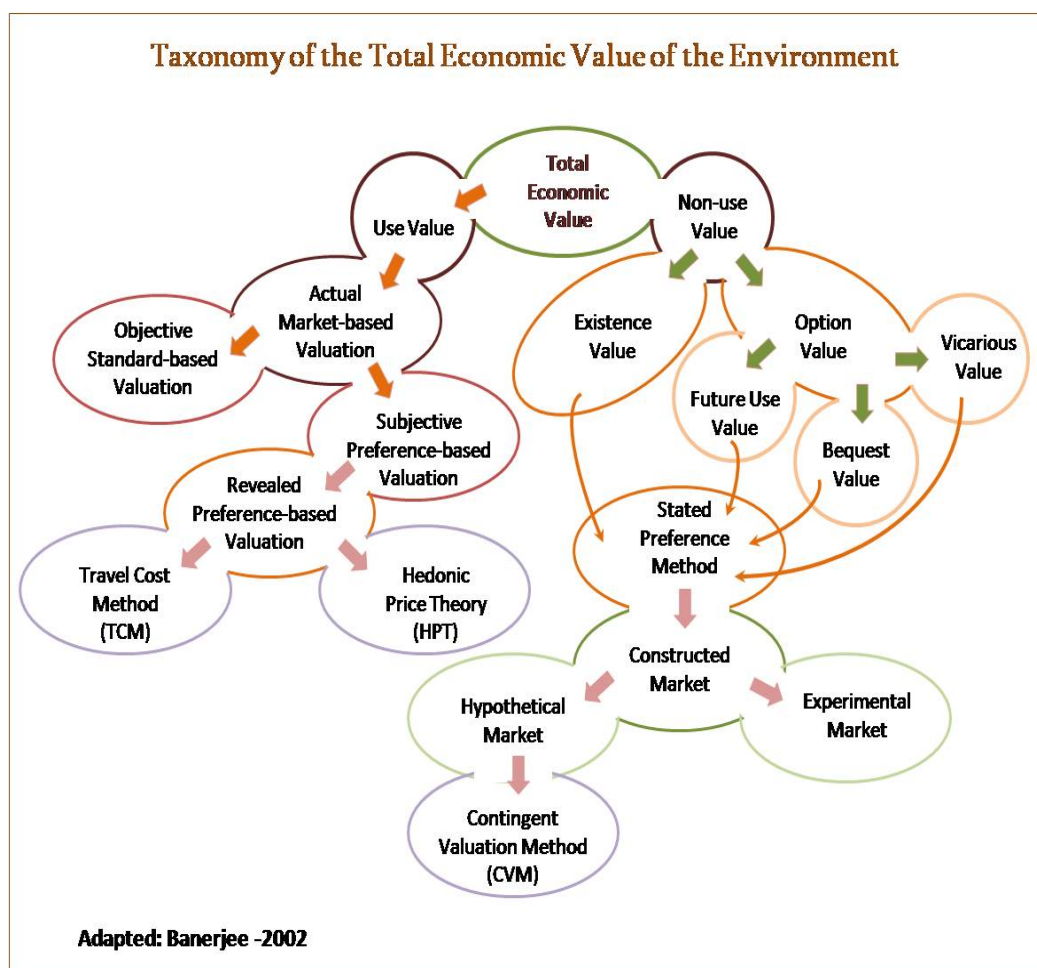 Taxonomy of the Total Economic Value of the Environment
Total
Economic
Value
Use Value
Non-use
Value
Actual
Market-based
Valuation
Objective
Standard-based
Valuation
Existence
Value
Option
Value
Vicarious
Value
Subjective
Preference-based
Valuation
Future Use
Value
Bequest
Value
Revealed
Preference-based
Valuation
Stated
Preference
Method
Travel Cost
Method
(TCM)
Hedonic
Price Theory
(HPT)
Constructed
Market
Hypothetical
Market
Experimental
Market
Contingent
Valuation Method
(CVM)
Adapted: Banerjee -2002